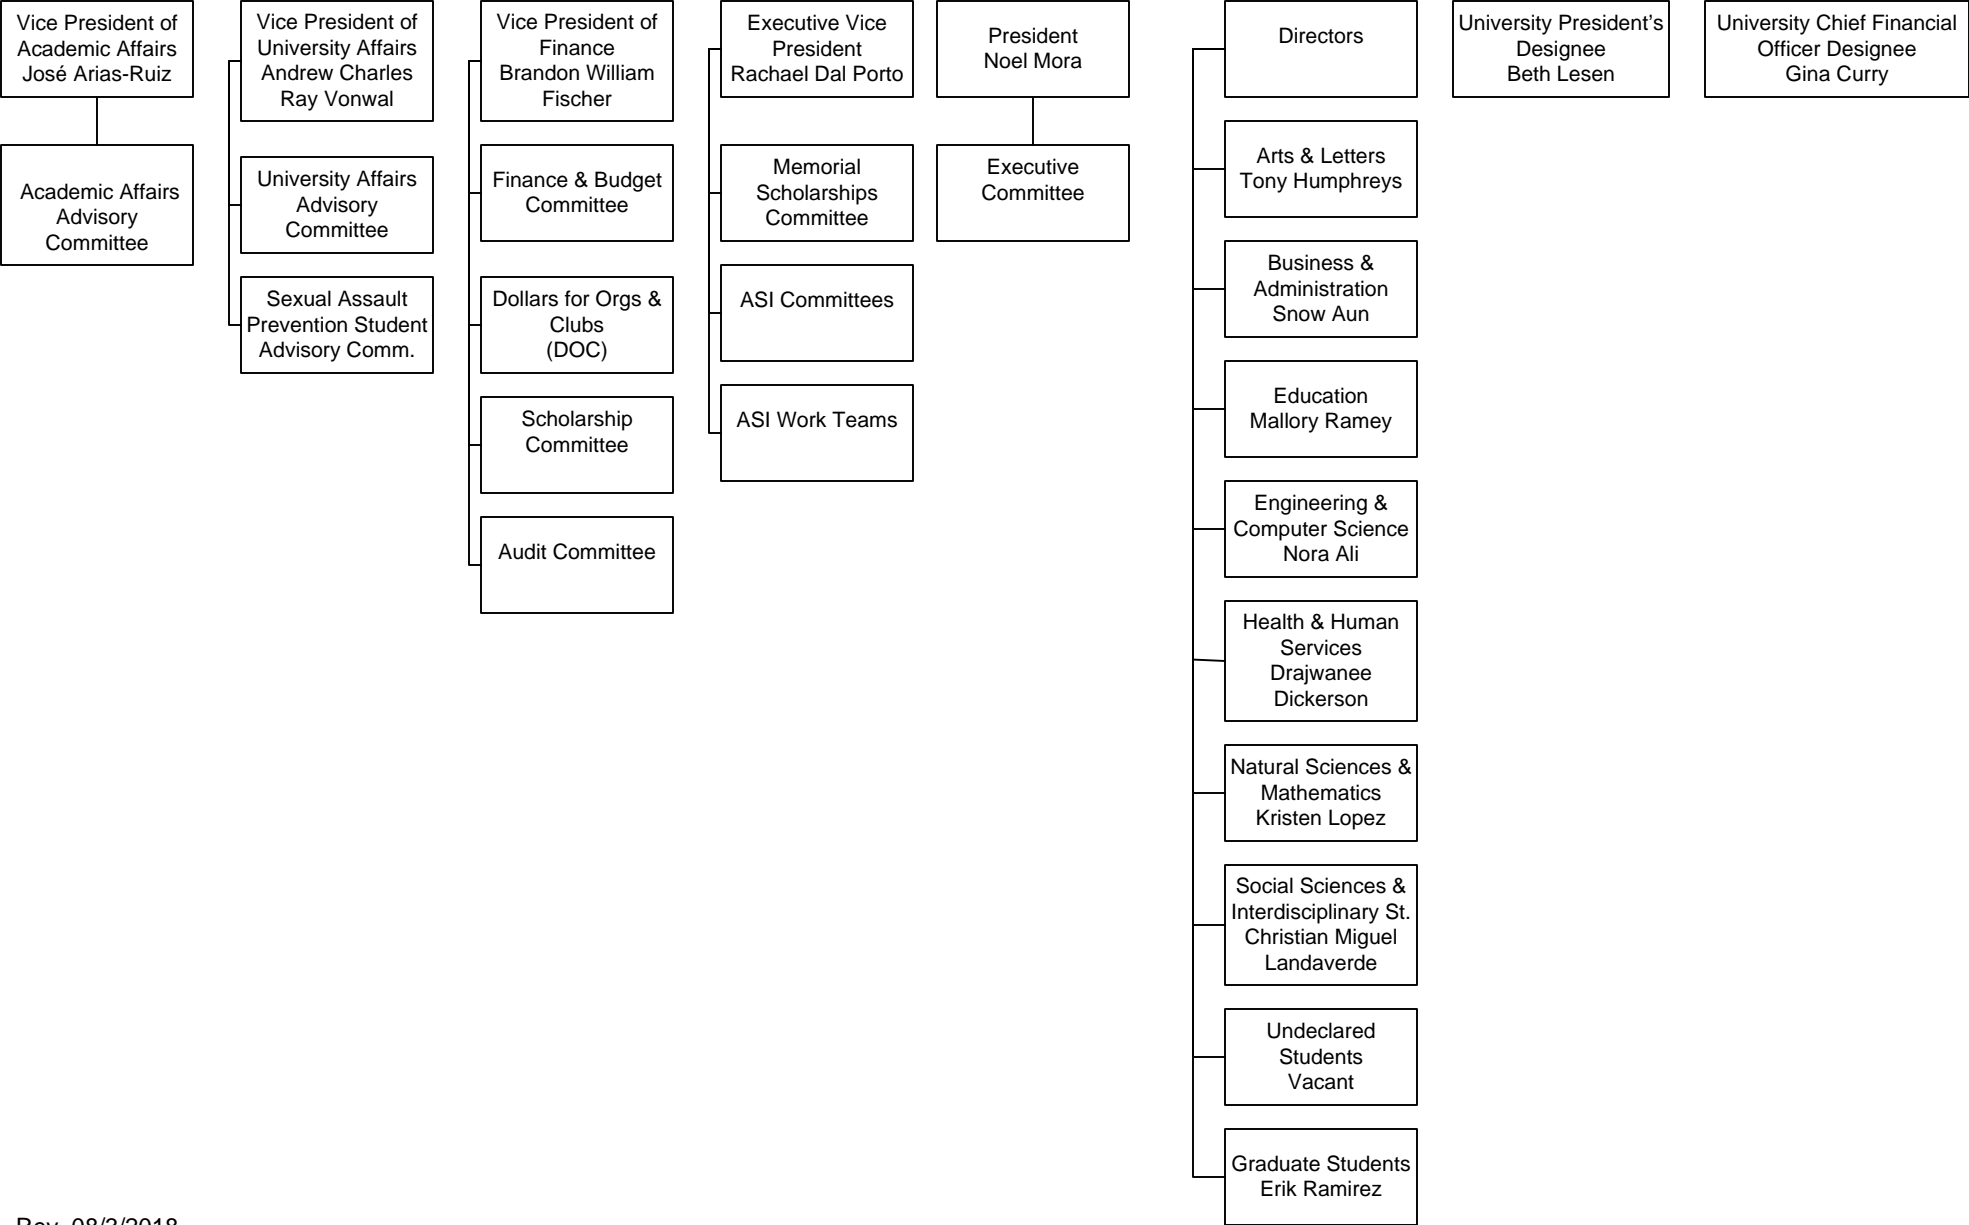 Vice President of
Academic Affairs
José Arias-Ruiz
Academic Affairs
Advisory
Committee
Vice President of
University Affairs
Andrew Charles
Ray Vonwal
University Affairs
Advisory
Committee
Sexual Assault
Prevention Student
Advisory Comm.
Vice President of
Finance
Brandon William
Fischer
Finance & Budget
Committee
Dollars for Orgs &
Clubs
(DOC)
Scholarship
Committee
Audit Committee
Executive Vice
President
Rachael Dal Porto
Memorial
Scholarships
Committee
ASI Committees
ASI Work Teams
President
Noel Mora
Executive
Committee
Directors
Arts & Letters
Tony Humphreys
Business &
Administration
Snow Aun
Education
Mallory Ramey
Engineering &
Computer Science
Nora Ali
Health & Human
Services
Drajwanee
Dickerson
Natural Sciences &
Mathematics
Kristen Lopez
Social Sciences &
Interdisciplinary St.
Christian Miguel
Landaverde
Undeclared
Students
Vacant
Graduate Students
Erik Ramirez
University President’s
Designee
Beth Lesen
University Chief Financial
Officer Designee
Gina Curry
Rev. 08/3/2018